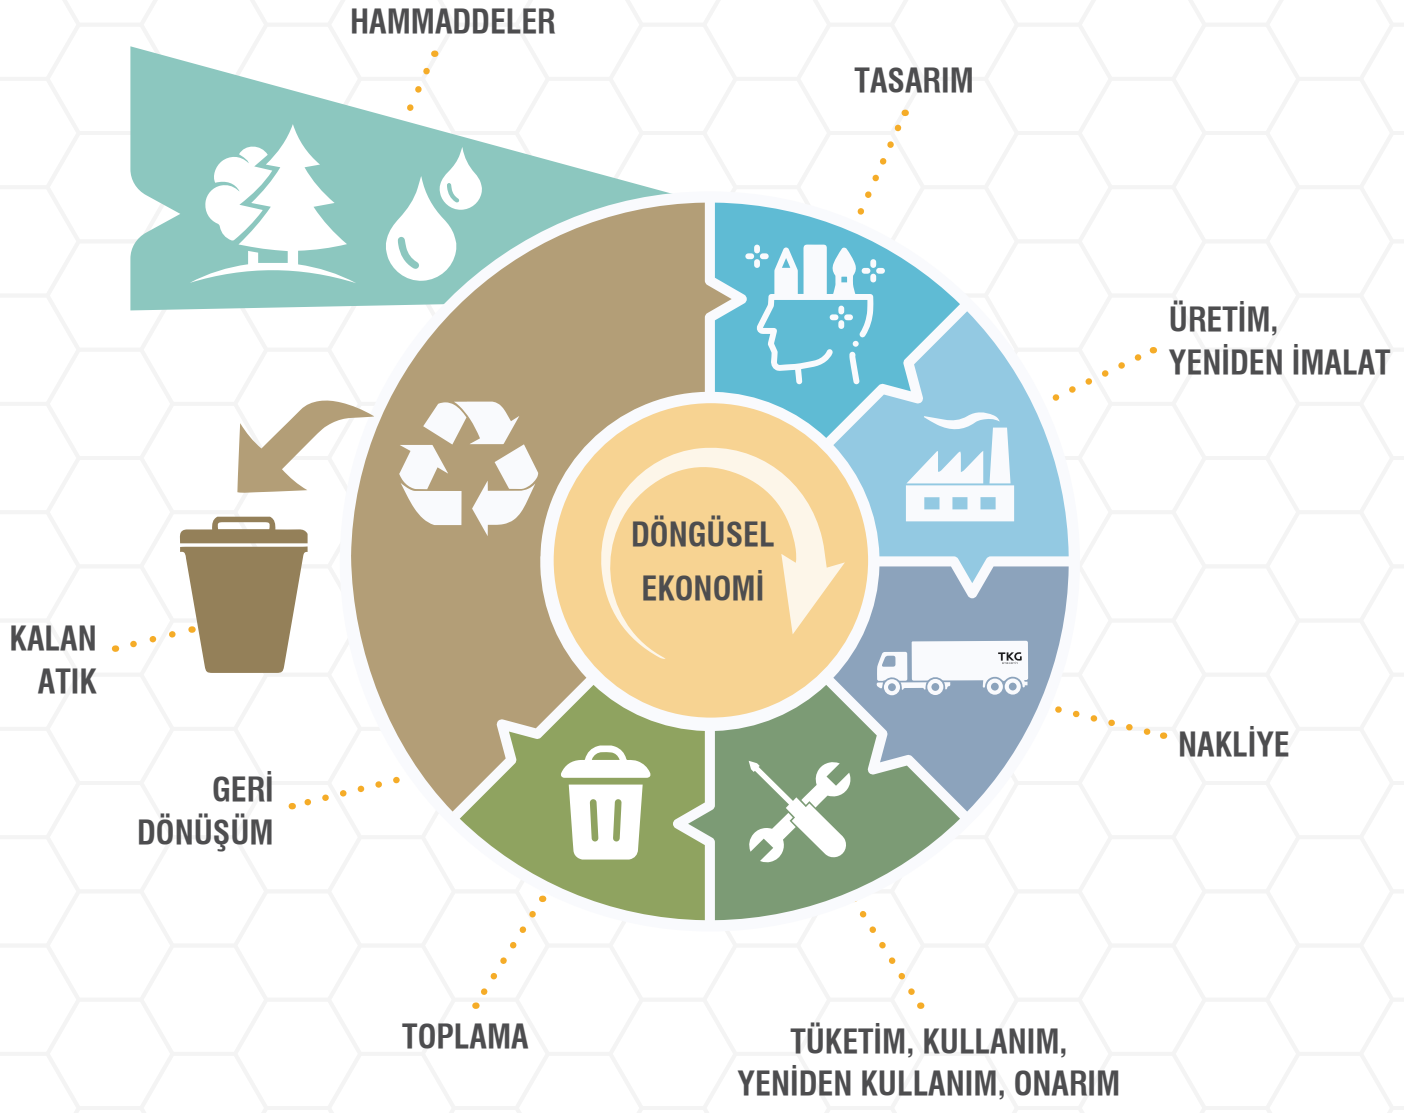 HAMMADDELER
TASARIM
ÜRETİM,
YENİDEN İMALAT
DÖNGÜSEL
EKONOMİ
KALAN
ATIK
TKG
NAKLİYE
GERİ
DÖNÜŞÜM
TOPLAMA
TÜKETİM, KULLANIM,
YENİDEN KULLANIM, ONARIM